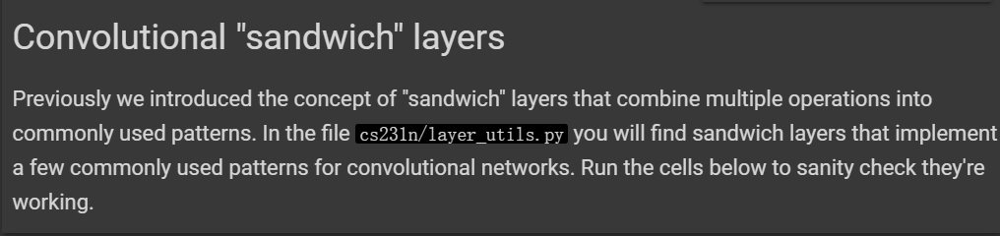 Convolutional "sandwich" layers
Previously we introduced the concept of "sandwich" layers that combine multiple operations into
commonly used patterns. In the file cs231n/layer_utils.py you will find sandwich layers that implement
a few commonly used patterns for convolutional networks. Run the cells below to sanity check they're
working.